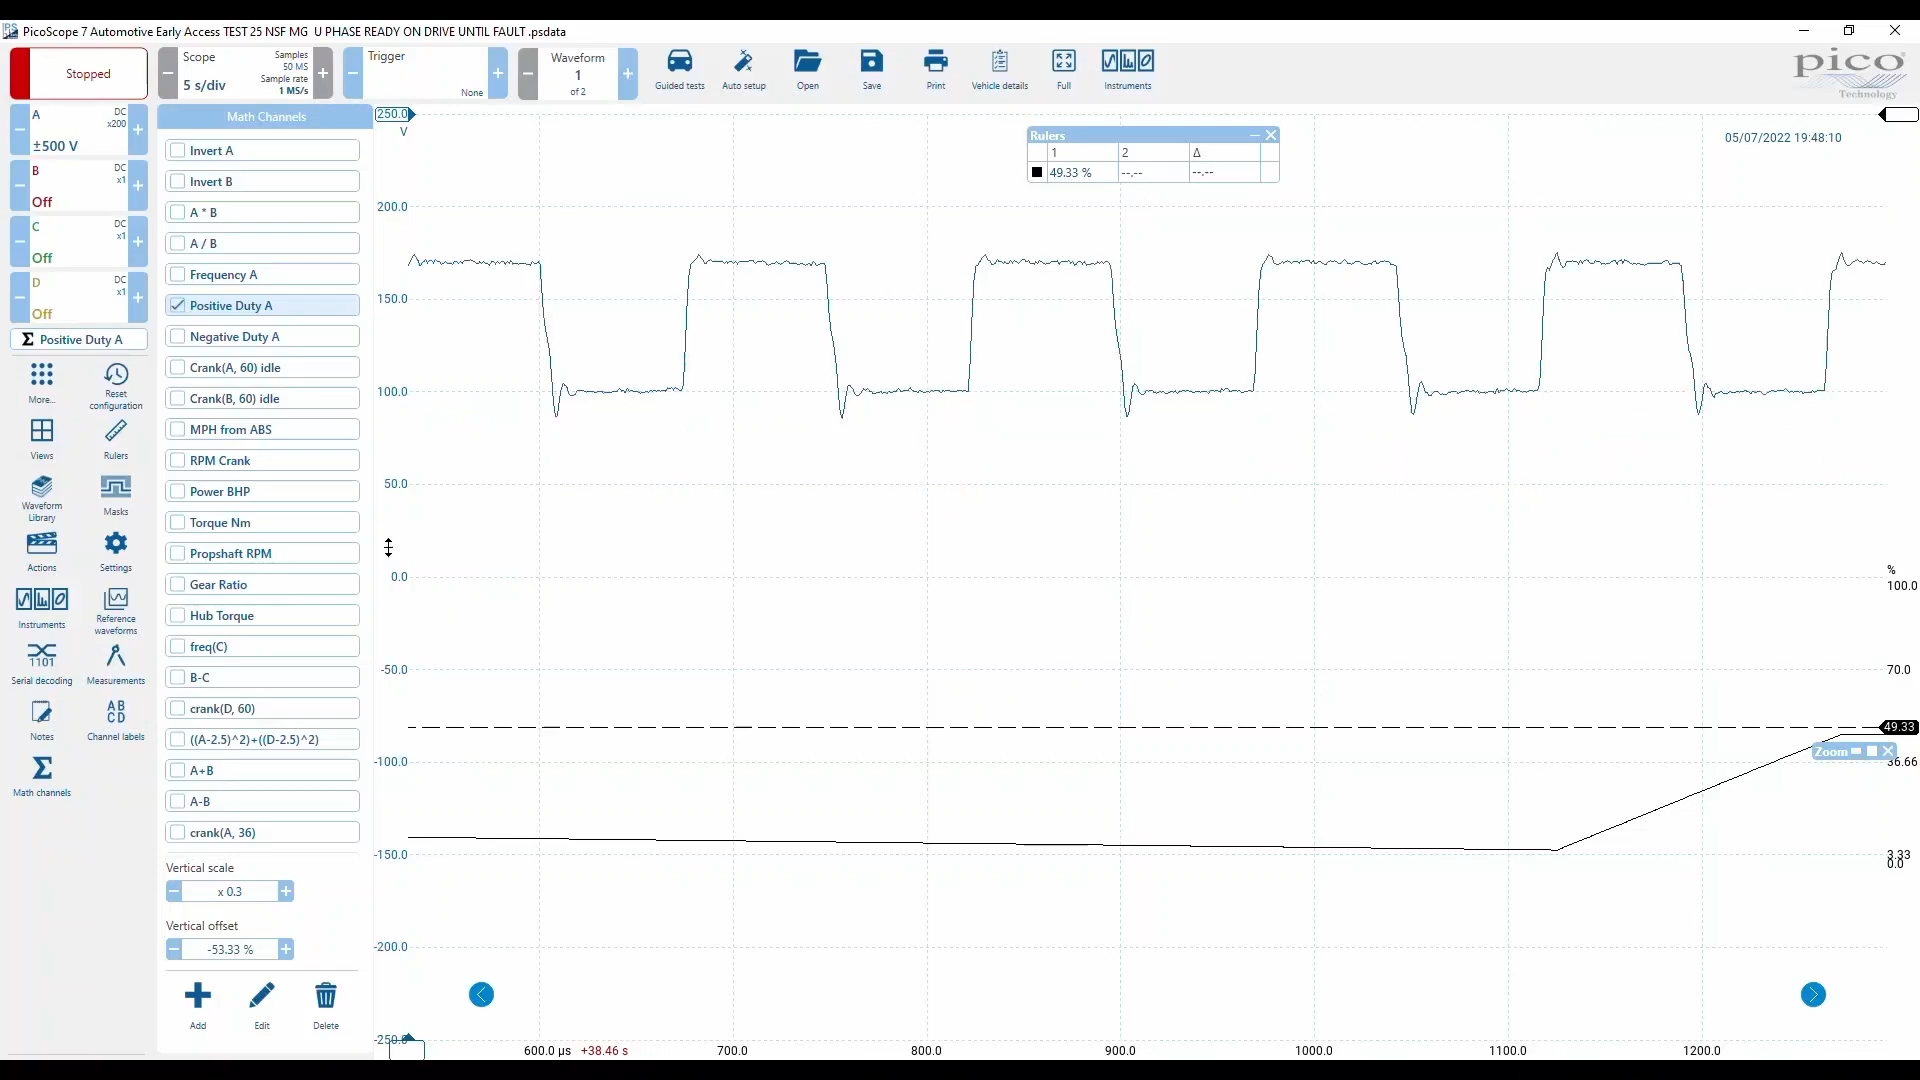 PicoScope 7 Automotive Early Access TEST 25 NSF MG U PHASE READY ON DRIVE UNTIL FAULT .psdata
Stopped
Scope
5 s/div
Samples
50 MS
Sample rate
1 MS/s
Trigger
None
Waveform
1
of 2
Guided tests
Auto setup
Open
Save
Print
Vehicle details
Full
Instruments
pico
Technology
A
DC
x200
±500 V
B
DC
x1
Off
C
DC
x1
Off
D
DC
x1
Off
Σ Positive Duty A
More...
Reset configuration
Views
Rulers
Waveform Library
Masks
Actions
Settings
Instruments
Reference waveforms
1101
Serial decoding
Measurements
Notes
A B
C D
Channel labels
Σ
Math channels
Math Channels
Invert A
Invert B
A * B
A / B
Frequency A
Positive Duty A
Negative Duty A
Crank(A, 60) idle
Crank(B, 60) idle
MPH from ABS
RPM Crank
Power BHP
Torque Nm
Propshaft RPM
Gear Ratio
Hub Torque
freq(C)
B-C
crank(D, 60)
((A-2.5)^2)+((D-2.5)^2)
A+B
A-B
crank(A, 36)
Vertical scale
x 0.3
Vertical offset
-53.33 %
Add
Edit
Delete
250.0
V
200.0
150.0
100.0
50.0
0.0
-50.0
-100.0
-150.0
-200.0
-250.0
Rulers
1 2 Δ
49.33 % --.-- --.--
05/07/2022 19:48:10
%
100.0
70.0
49.33
Zoom
36.66
3.33
0.0
600.0 µs +38.46 s 700.0 800.0 900.0 1000.0 1100.0 1200.0